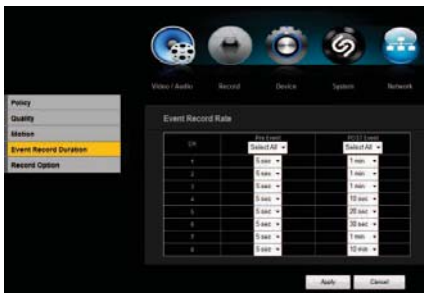 Video / Audio Record Device System Network
Policy
Quality
Motion
Event Record Duration
Record Option
Event Record Rate
CH Pre Event POST Event
Select All Select All
1 5 sec 1 min
2 5 sec 1 min
3 5 sec 1 min
4 5 sec 10 sec
5 5 sec 20 sec
6 5 sec 30 sec
7 5 sec 1 min
8 5 sec 10 sec
Apply Cancel